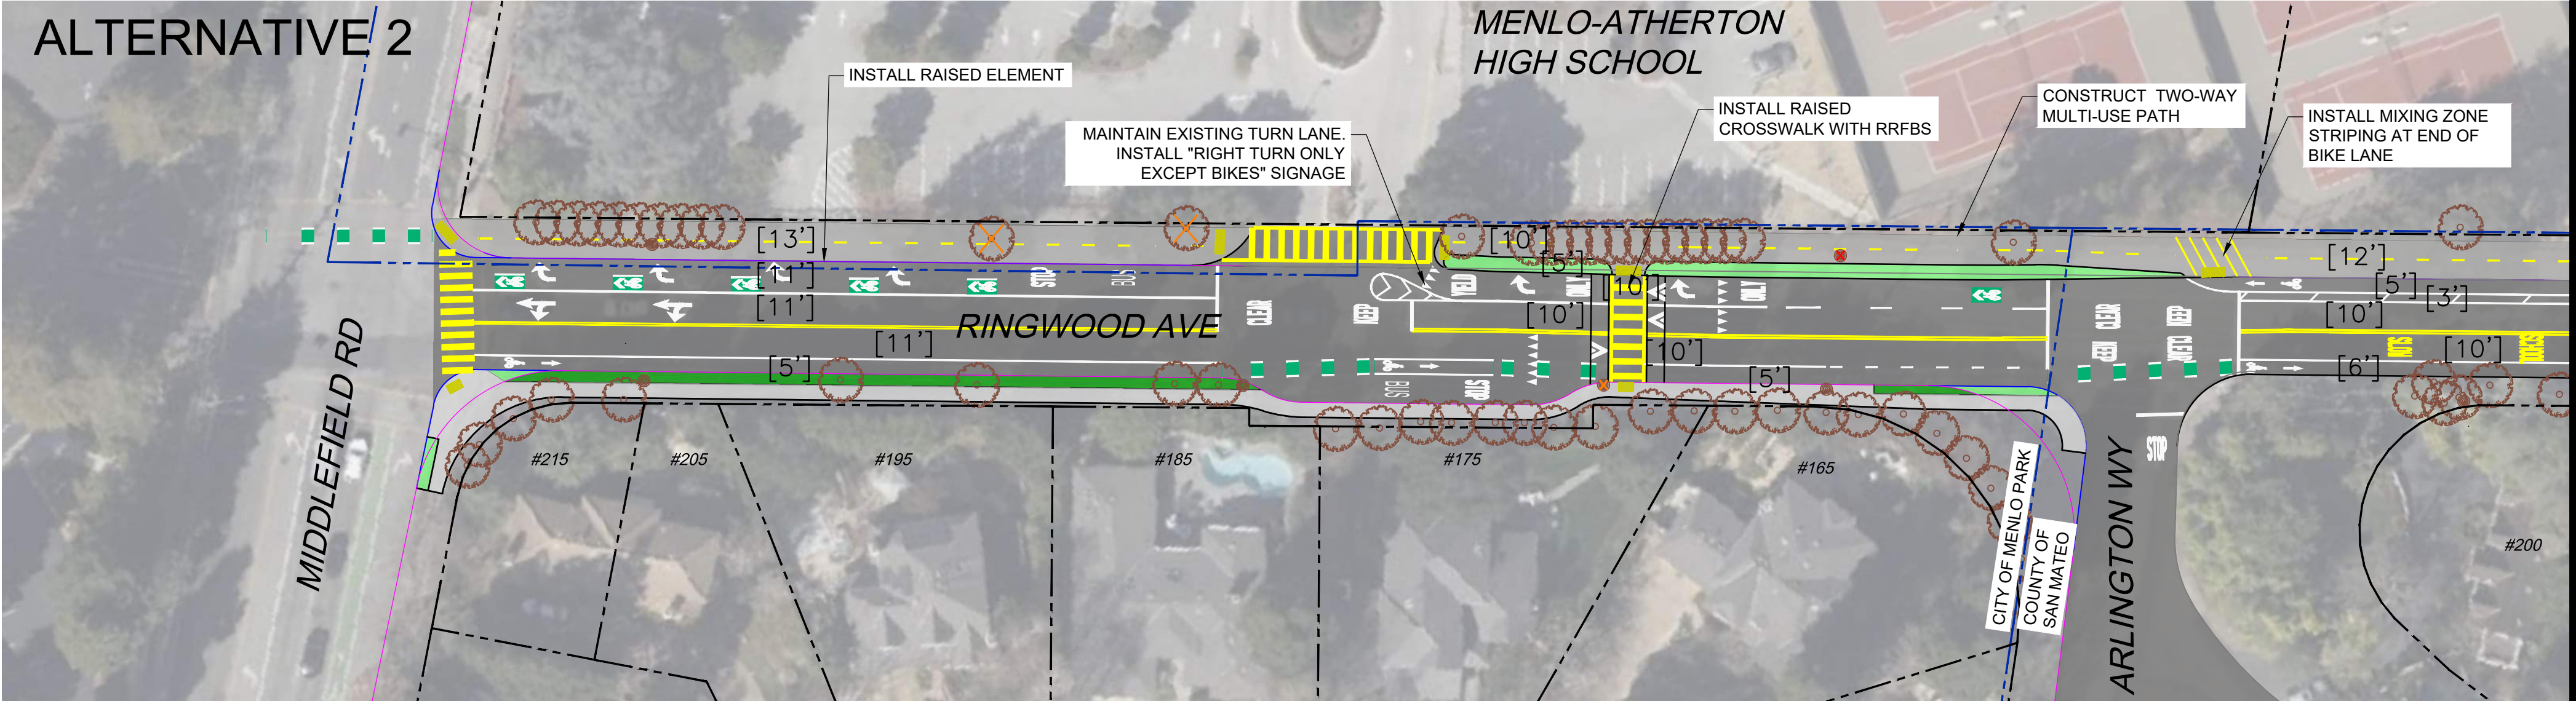 ALTERNATIVE 2
MENLO-ATHERTON
HIGH SCHOOL
INSTALL RAISED ELEMENT
MAINTAIN EXISTING TURN LANE.
INSTALL "RIGHT TURN ONLY
EXCEPT BIKES" SIGNAGE
INSTALL RAISED
CROSSWALK WITH RRFBS
CONSTRUCT TWO-WAY
MULTI-USE PATH
INSTALL MIXING ZONE
STRIPING AT END OF
BIKE LANE
[13']
[11']
[11']
[11']
[5']
STOP
BUS
CLEAR
KEEP
YIELD
ONLY
ONLY
[10']
[5']
[10']
[10']
[10']
[5']
BUS
STOP
RINGWOOD AVE
CLEAR
KEEP
KEEP
CLEAR
[12']
[5']
[3']
[10']
[10']
[6']
STOP
MIDDLEFIELD RD
#215
#205
#195
#185
#175
#165
#200
CITY OF MENLO PARK
COUNTY OF
SAN MATEO
ARLINGTON WY